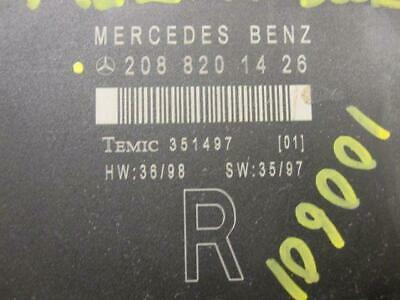 MERCEDES BENZ
208 820 14 26
TEMIC 351497 [01]
HW:36/98 SW:35/97
R
109001